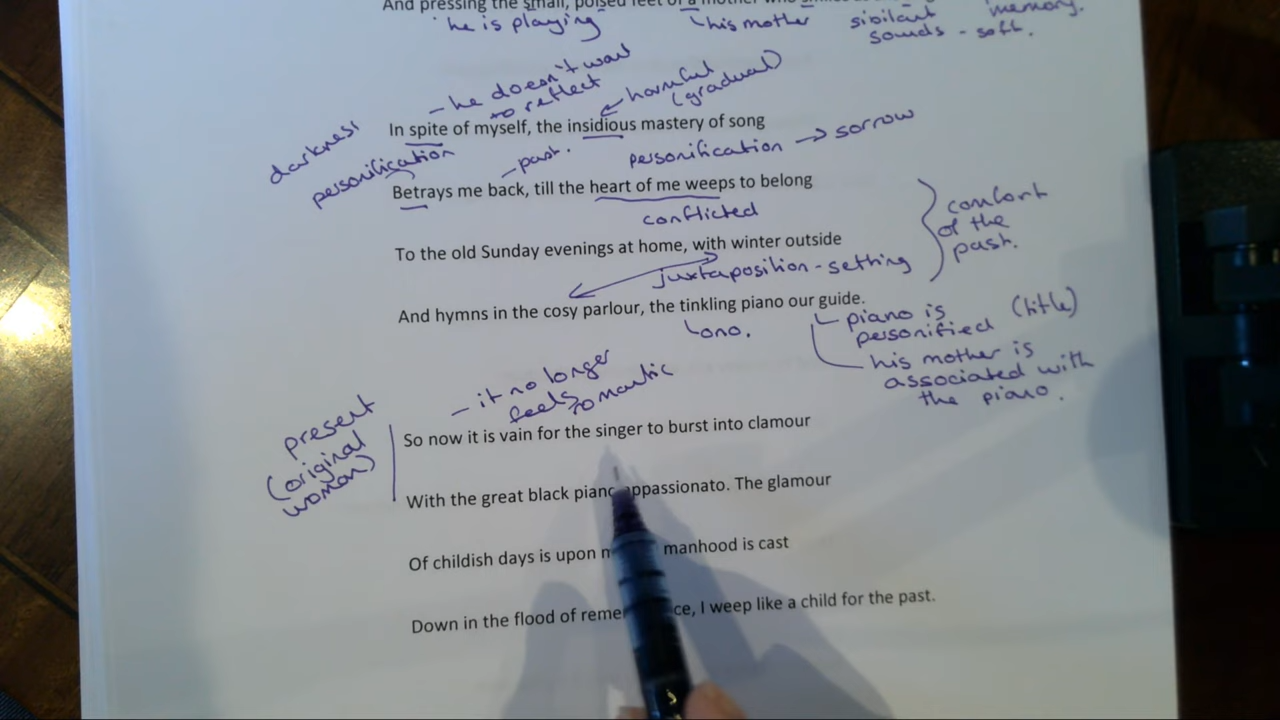 And pressing the small, poised feet of a mother who smiles
he is playing
his mother
sibilant
sounds - soft.
memory.
- he doesn't want
to reflect
harmful
(gradual)
In spite of myself, the insidious mastery of song
darkness
personification
- past.
personification → sorrow
Betrays me back, till the heart of me weeps to belong
conflicted
To the old Sunday evenings at home, with winter outside
juxtaposition - setting
comfort
of the
past.
And hymns in the cosy parlour, the tinkling piano our guide.
ono.
piano is
personified (title)
his mother is
associated with
the piano.
- it no longer
feels
romantic
present
(original
woman)
So now it is vain for the singer to burst into clamour
With the great black piano appassionato. The glamour
Of childish days is upon manhood is cast
Down in the flood of I weep like a child for the past.